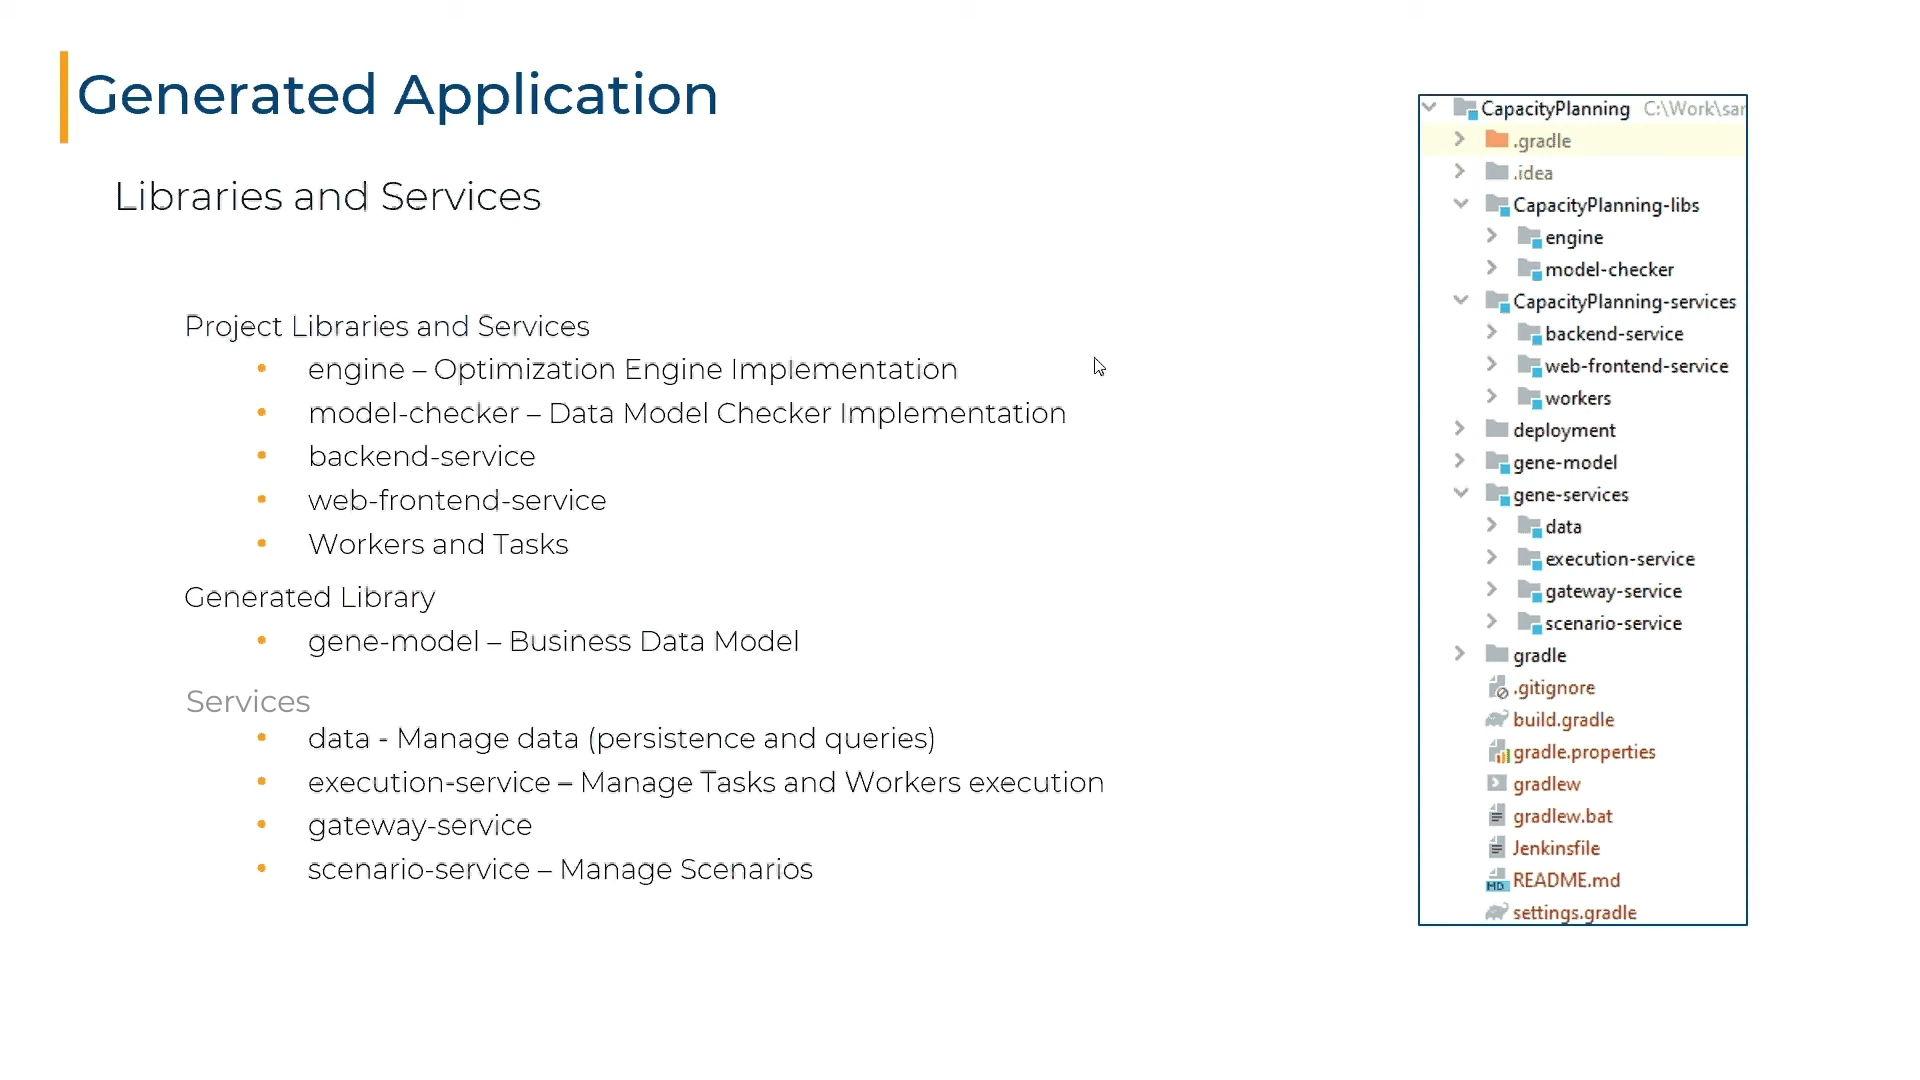 Generated Application
Libraries and Services
Project Libraries and Services
• engine – Optimization Engine Implementation
• model-checker – Data Model Checker Implementation
• backend-service
• web-frontend-service
• Workers and Tasks
Generated Library
• gene-model – Business Data Model
Services
• data - Manage data (persistence and queries)
• execution-service – Manage Tasks and Workers execution
• gateway-service
• scenario-service – Manage Scenarios
CapacityPlanning C:\Work\sar
.gradle
.idea
CapacityPlanning-libs
engine
model-checker
CapacityPlanning-services
backend-service
web-frontend-service
workers
deployment
gene-model
gene-services
data
execution-service
gateway-service
scenario-service
gradle
.gitignore
build.gradle
gradle.properties
gradlew
gradlew.bat
Jenkinsfile
README.md
settings.gradle